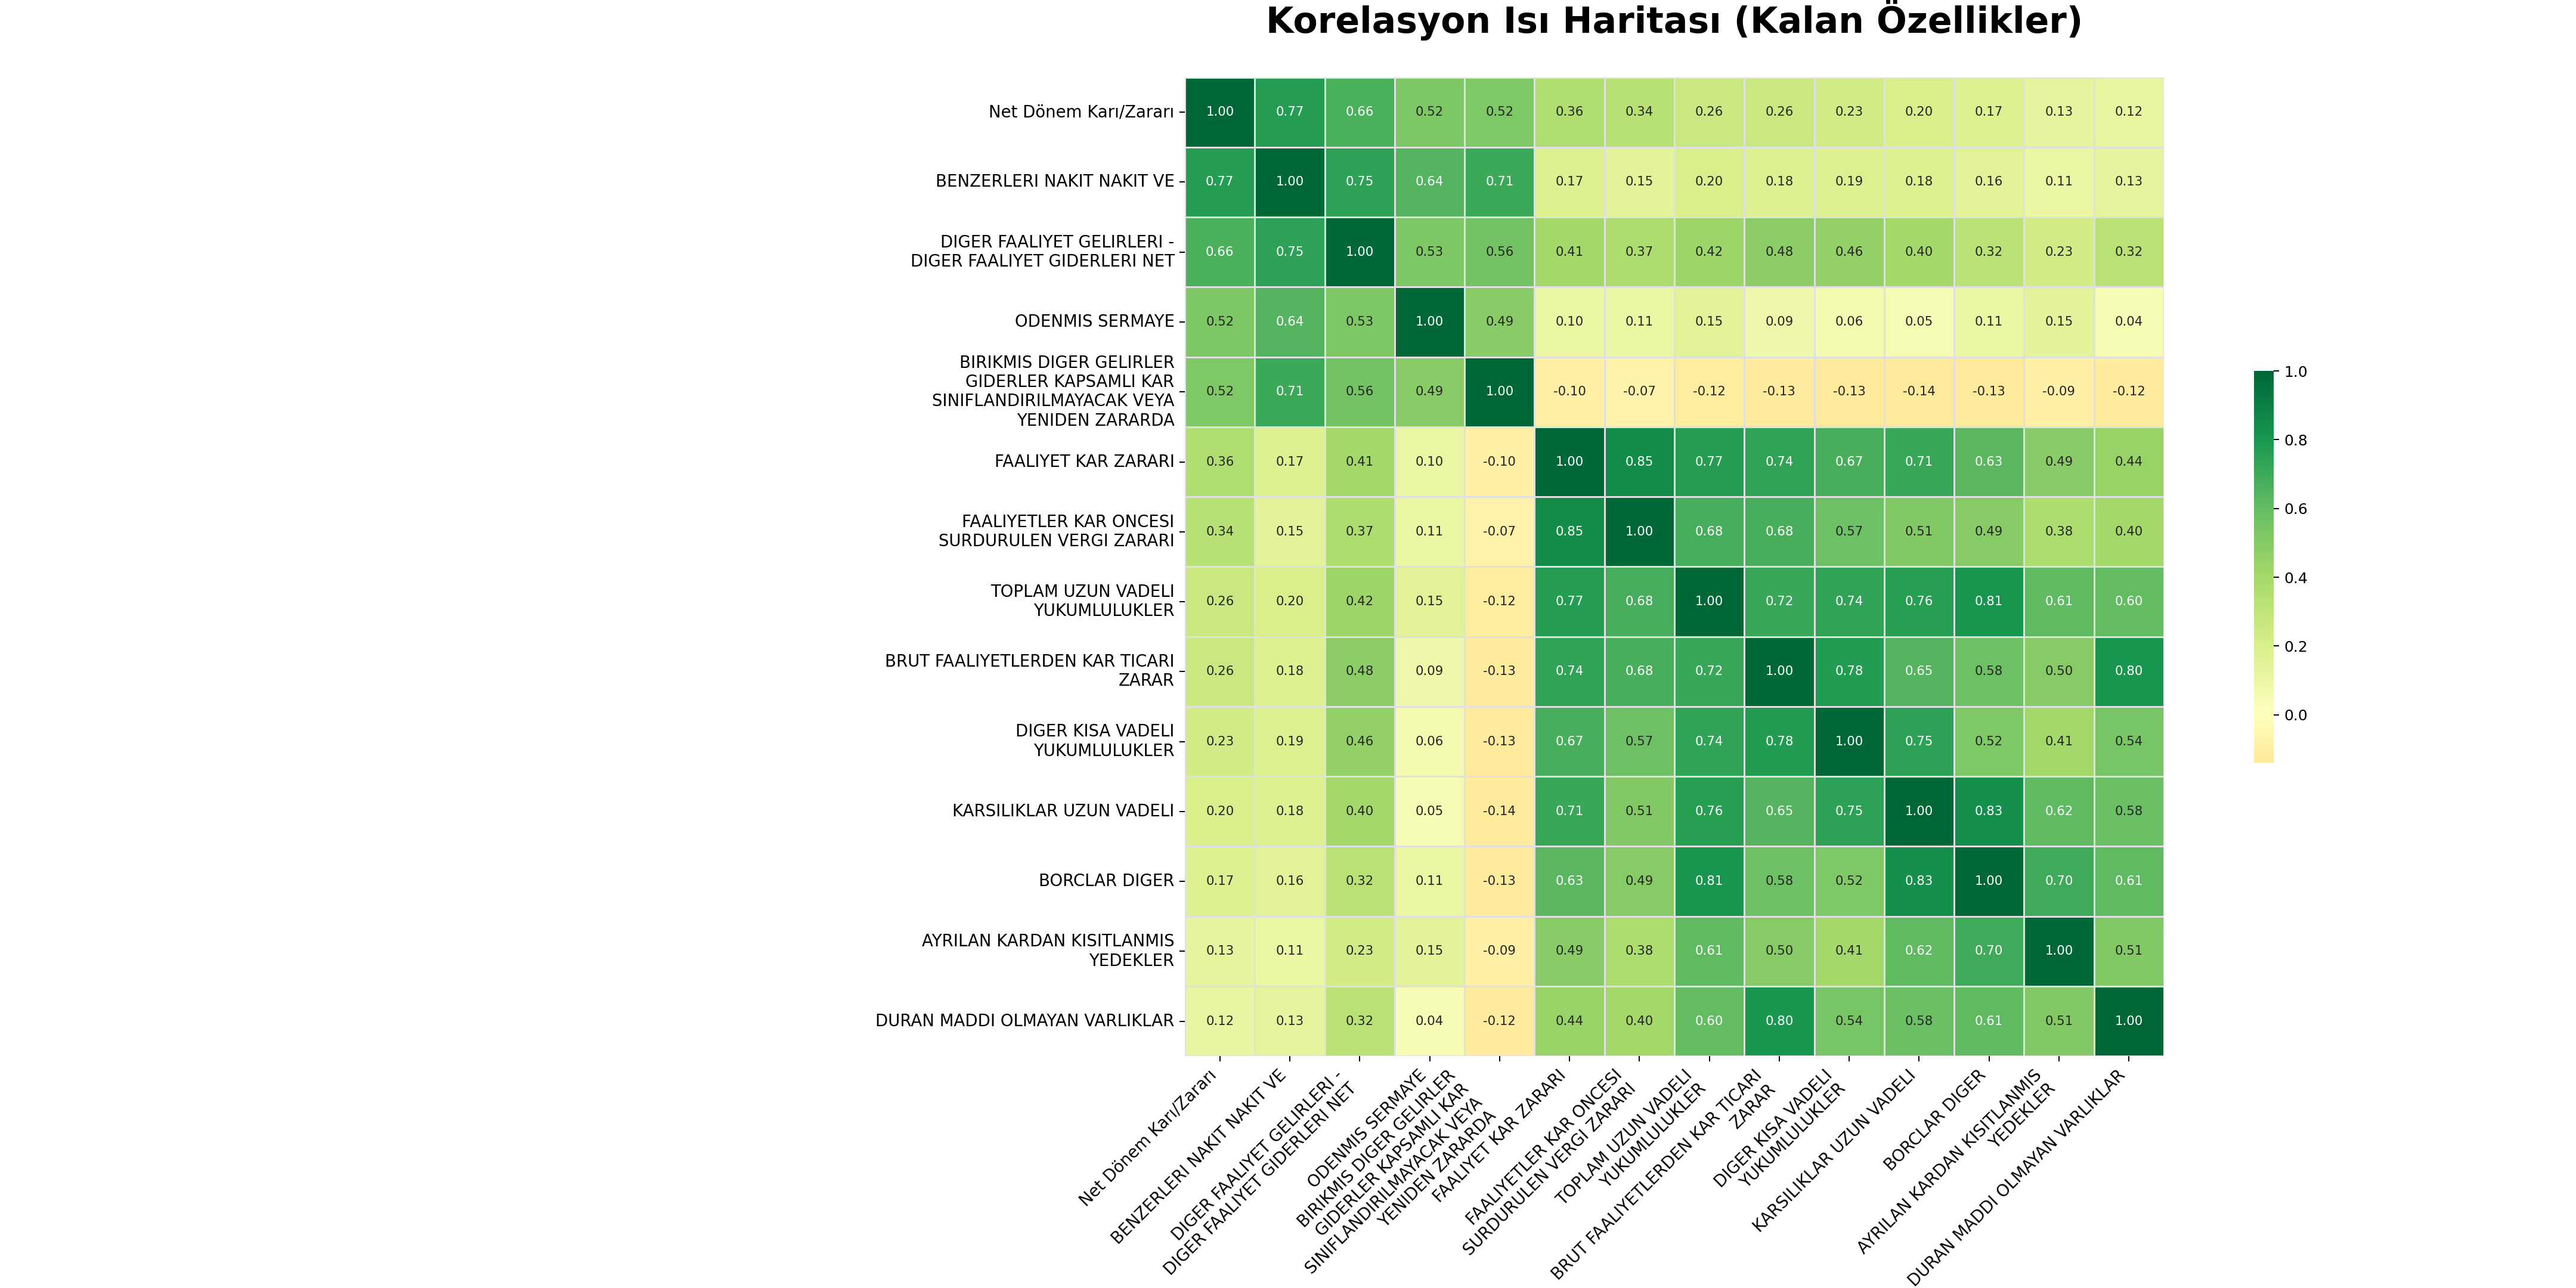 Korelasyon Isı Haritası (Kalan Özellikler)
Net Dönem Karı/Zararı
1.00 0.77 0.66 0.52 0.52 0.36 0.34 0.26 0.26 0.23 0.20 0.17 0.13 0.12
BENZERLERI NAKIT NAKIT VE
0.77 1.00 0.75 0.64 0.71 0.17 0.15 0.20 0.18 0.19 0.18 0.16 0.11 0.13
DIGER FAALIYET GELIRLERI -
DIGER FAALIYET GIDERLERI NET
0.66 0.75 1.00 0.53 0.56 0.41 0.37 0.42 0.48 0.46 0.40 0.32 0.23 0.32
ODENMIS SERMAYE
0.52 0.64 0.53 1.00 0.49 0.10 0.11 0.15 0.09 0.06 0.05 0.11 0.15 0.04
BIRIKMIS DIGER GELIRLER
GIDERLER KAPSAMLI KAR
SINIFLANDIRILMAYACAK VEYA
YENIDEN ZARARDA
0.52 0.71 0.56 0.49 1.00 -0.10 -0.07 -0.12 -0.13 -0.13 -0.14 -0.13 -0.09 -0.12
FAALIYET KAR ZARARI
0.36 0.17 0.41 0.10 -0.10 1.00 0.85 0.77 0.74 0.67 0.71 0.63 0.49 0.44
FAALIYETLER KAR ONCESI
SURDURULEN VERGI ZARARI
0.34 0.15 0.37 0.11 -0.07 0.85 1.00 0.68 0.68 0.57 0.51 0.49 0.38 0.40
TOPLAM UZUN VADELI
YUKUMLULUKLER
0.26 0.20 0.42 0.15 -0.12 0.77 0.68 1.00 0.72 0.74 0.76 0.81 0.61 0.60
BRUT FAALIYETLERDEN KAR TICARI
ZARAR
0.26 0.18 0.48 0.09 -0.13 0.74 0.68 0.72 1.00 0.78 0.65 0.58 0.50 0.80
DIGER KISA VADELI
YUKUMLULUKLER
0.23 0.19 0.46 0.06 -0.13 0.67 0.57 0.74 0.78 1.00 0.75 0.52 0.41 0.54
KARSILIKLAR UZUN VADELI
0.20 0.18 0.40 0.05 -0.14 0.71 0.51 0.76 0.65 0.75 1.00 0.83 0.62 0.58
BORCLAR DIGER
0.17 0.16 0.32 0.11 -0.13 0.63 0.49 0.81 0.58 0.52 0.83 1.00 0.70 0.61
AYRILAN KARDAN KISITLANMIS
YEDEKLER
0.13 0.11 0.23 0.15 -0.09 0.49 0.38 0.61 0.50 0.41 0.62 0.70 1.00 0.51
DURAN MADDI OLMAYAN VARLIKLAR
0.12 0.13 0.32 0.04 -0.12 0.44 0.40 0.60 0.80 0.54 0.58 0.61 0.51 1.00
Net Dönem Karı/Zararı
BENZERLERI NAKIT NAKIT VE
DIGER FAALIYET GELIRLERI -
DIGER FAALIYET GIDERLERI NET
ODENMIS SERMAYE
BIRIKMIS DIGER GELIRLER
GIDERLER KAPSAMLI KAR
SINIFLANDIRILMAYACAK VEYA
YENIDEN ZARARDA
FAALIYET KAR ZARARI
FAALIYETLER KAR ONCESI
SURDURULEN VERGI ZARARI
TOPLAM UZUN VADELI
YUKUMLULUKLER
BRUT FAALIYETLERDEN KAR TICARI
ZARAR
DIGER KISA VADELI
YUKUMLULUKLER
KARSILIKLAR UZUN VADELI
BORCLAR DIGER
AYRILAN KARDAN KISITLANMIS
YEDEKLER
DURAN MADDI OLMAYAN VARLIKLAR
1.0
0.8
0.6
0.4
0.2
0.0